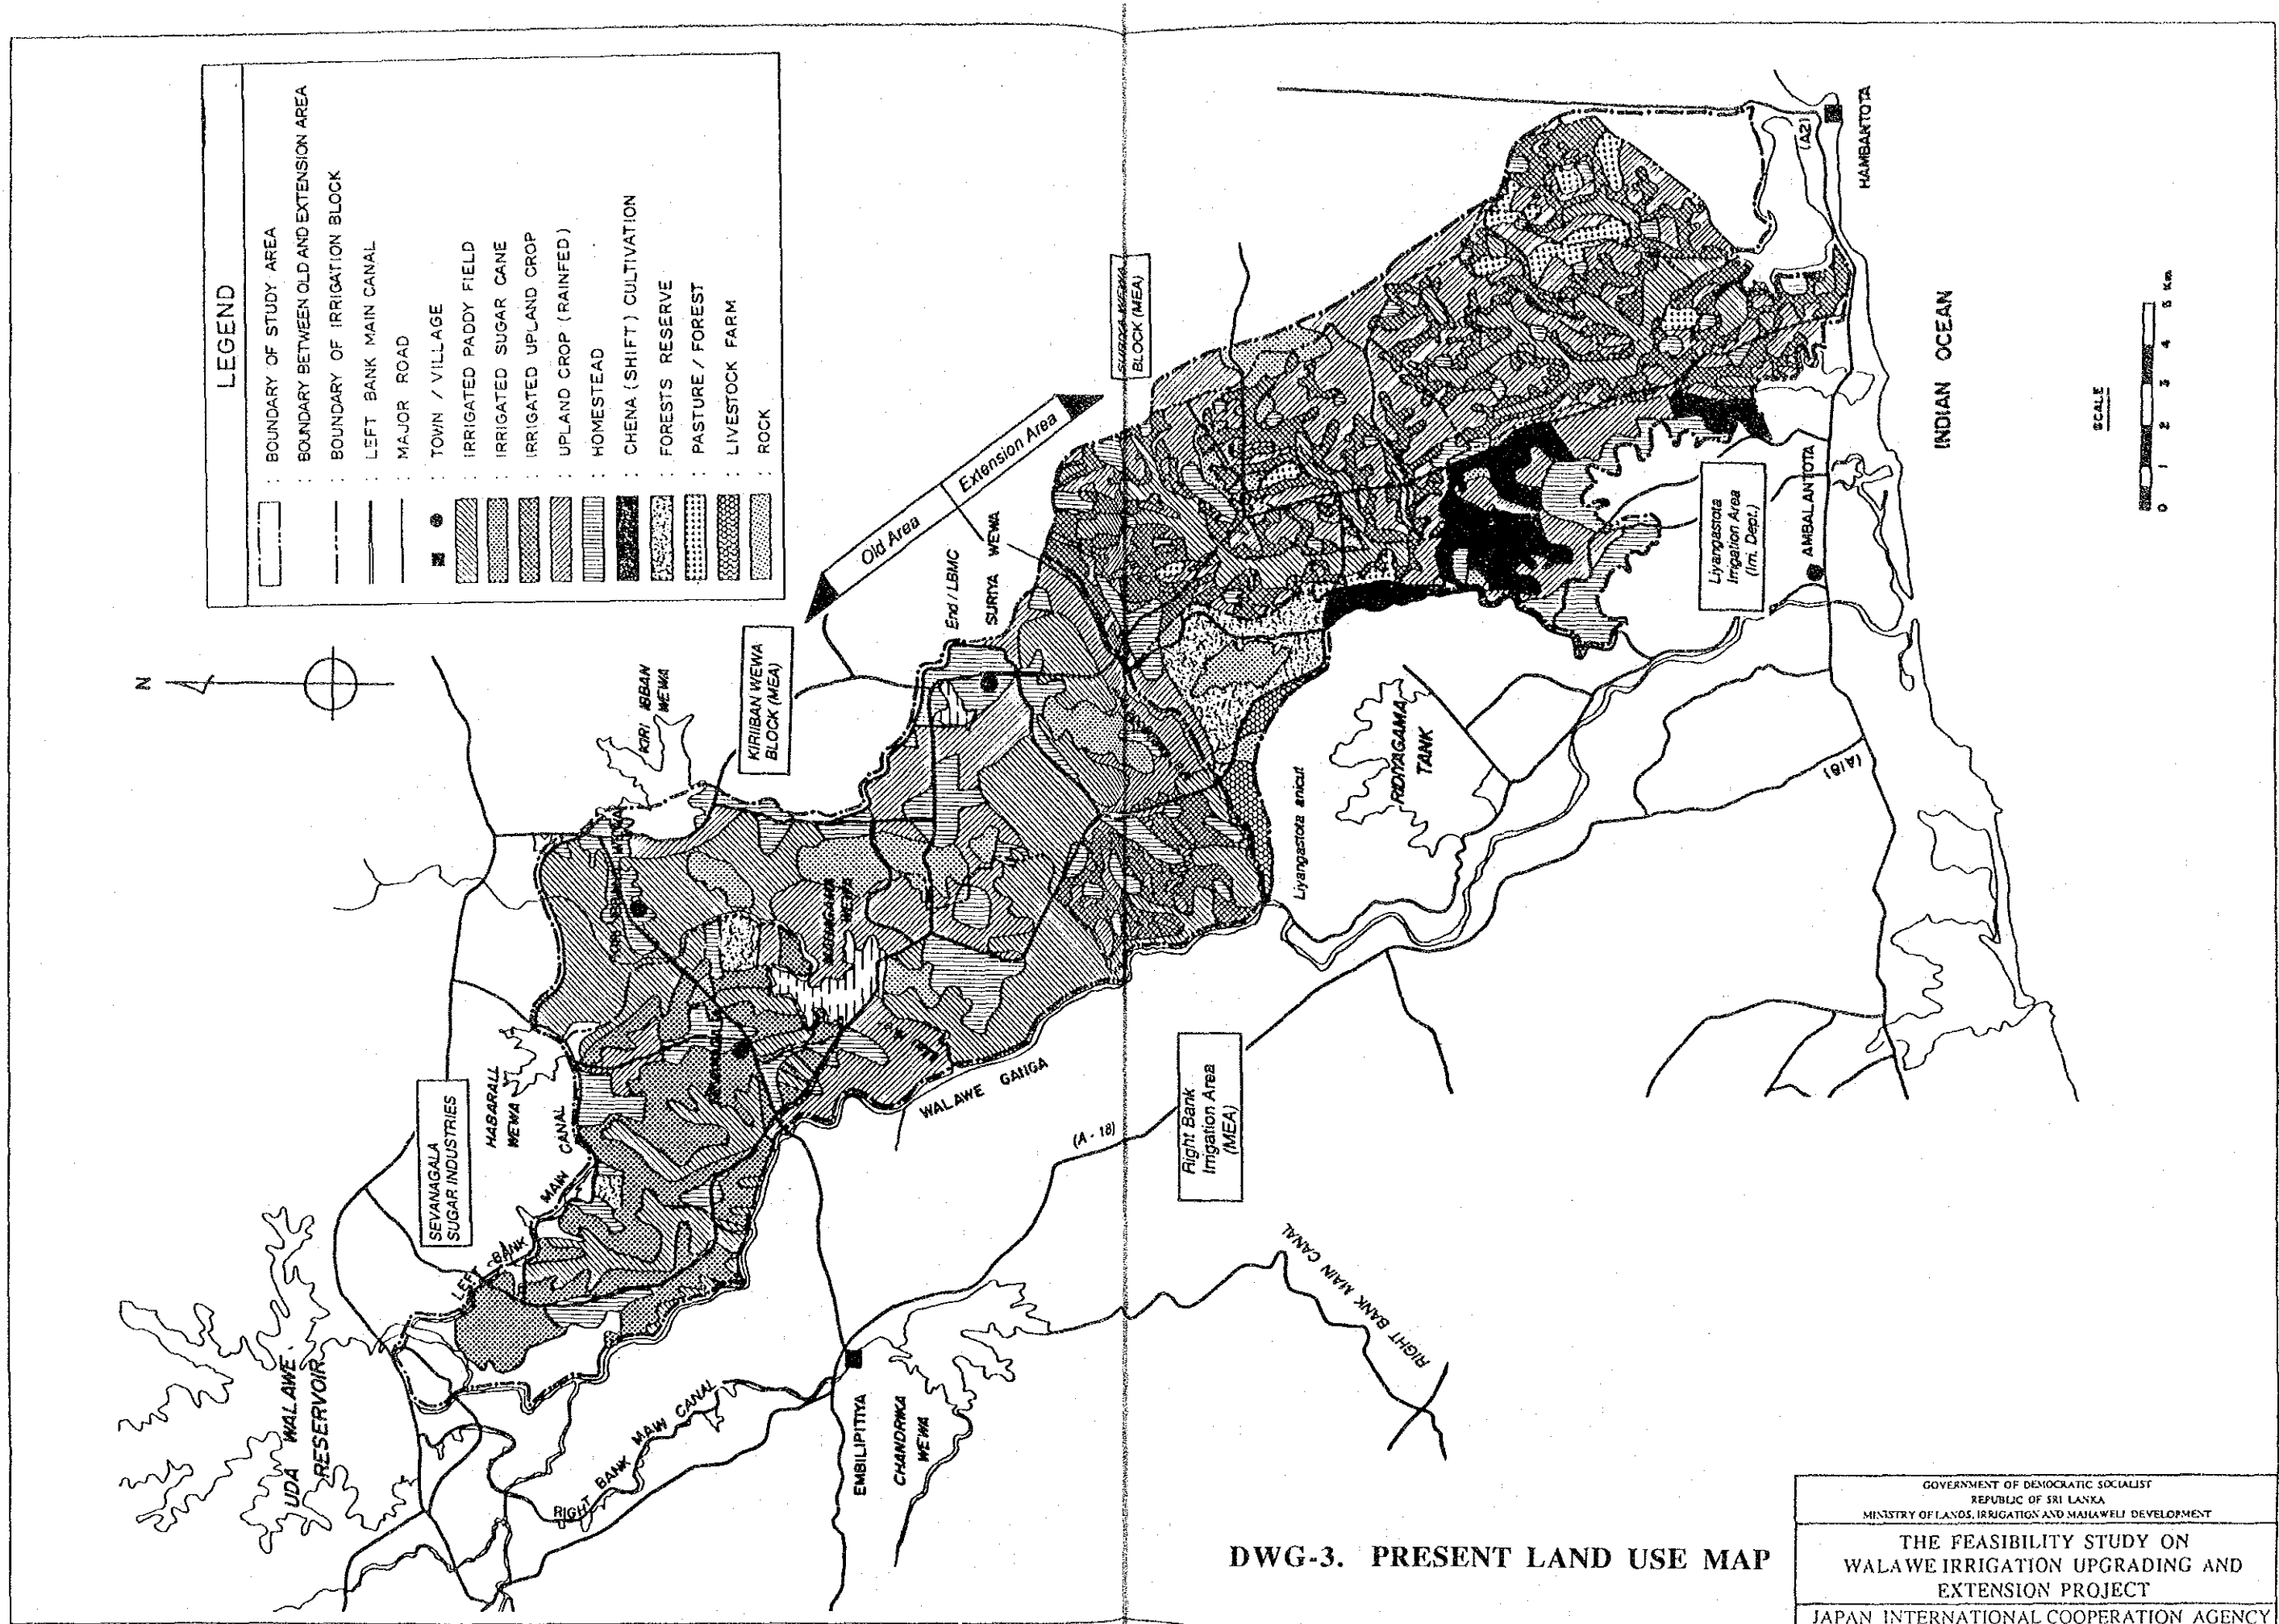 LEGEND
: BOUNDARY OF STUDY AREA
: BOUNDARY BETWEEN OLD AND EXTENSION AREA
: BOUNDARY OF IRRIGATION BLOCK
: LEFT BANK MAIN CANAL
: MAJOR ROAD
: TOWN / VILLAGE
: IRRIGATED PADDY FIELD
: IRRIGATED SUGAR CANE
: IRRIGATED UPLAND CROP
: UPLAND CROP (RAINFED)
: HOMESTEAD
: CHENA (SHIFT) CULTIVATION
: FORESTS RESERVE
: PASTURE / FOREST
: LIVESTOCK FARM
: ROCK
N
UDA WALAWE
RESERVOIR
SEVANAGALA
SUGAR INDUSTRIES
HABARALL
WEWA
LEFT BANK MAIN CANAL
KIRI IBBAN
WEWA
KIRIIBAN WEWA
BLOCK (MEA)
Old Area
Extension Area
End / LBMC
SURIYA WEWA
BLOCK (MEA)
WALAWE GANGA
RIGHT BANK MAIN CANAL
EMBILIPITIYA
CHANDRIKA
WEWA
(A - 18)
Right Bank
Irrigation Area
(MEA)
RIGHT BANK MAIN CANAL
Liyangastota anicut
RIDIYAGAMA
TANK
(A18)
Liyangastota
Irrigation Area
(Irri. Dept.)
AMBALANTOTA
HAMBANTOTA
(A2)
INDIAN OCEAN
SCALE
0 1 2 3 4 5 Km
DWG-3. PRESENT LAND USE MAP
GOVERNMENT OF DEMOCRATIC SOCIALIST
REPUBLIC OF SRI LANKA
MINISTRY OF LANDS, IRRIGATION AND MAHAWELI DEVELOPMENT
THE FEASIBILITY STUDY ON
WALAWE IRRIGATION UPGRADING AND
EXTENSION PROJECT
JAPAN INTERNATIONAL COOPERATION AGENCY